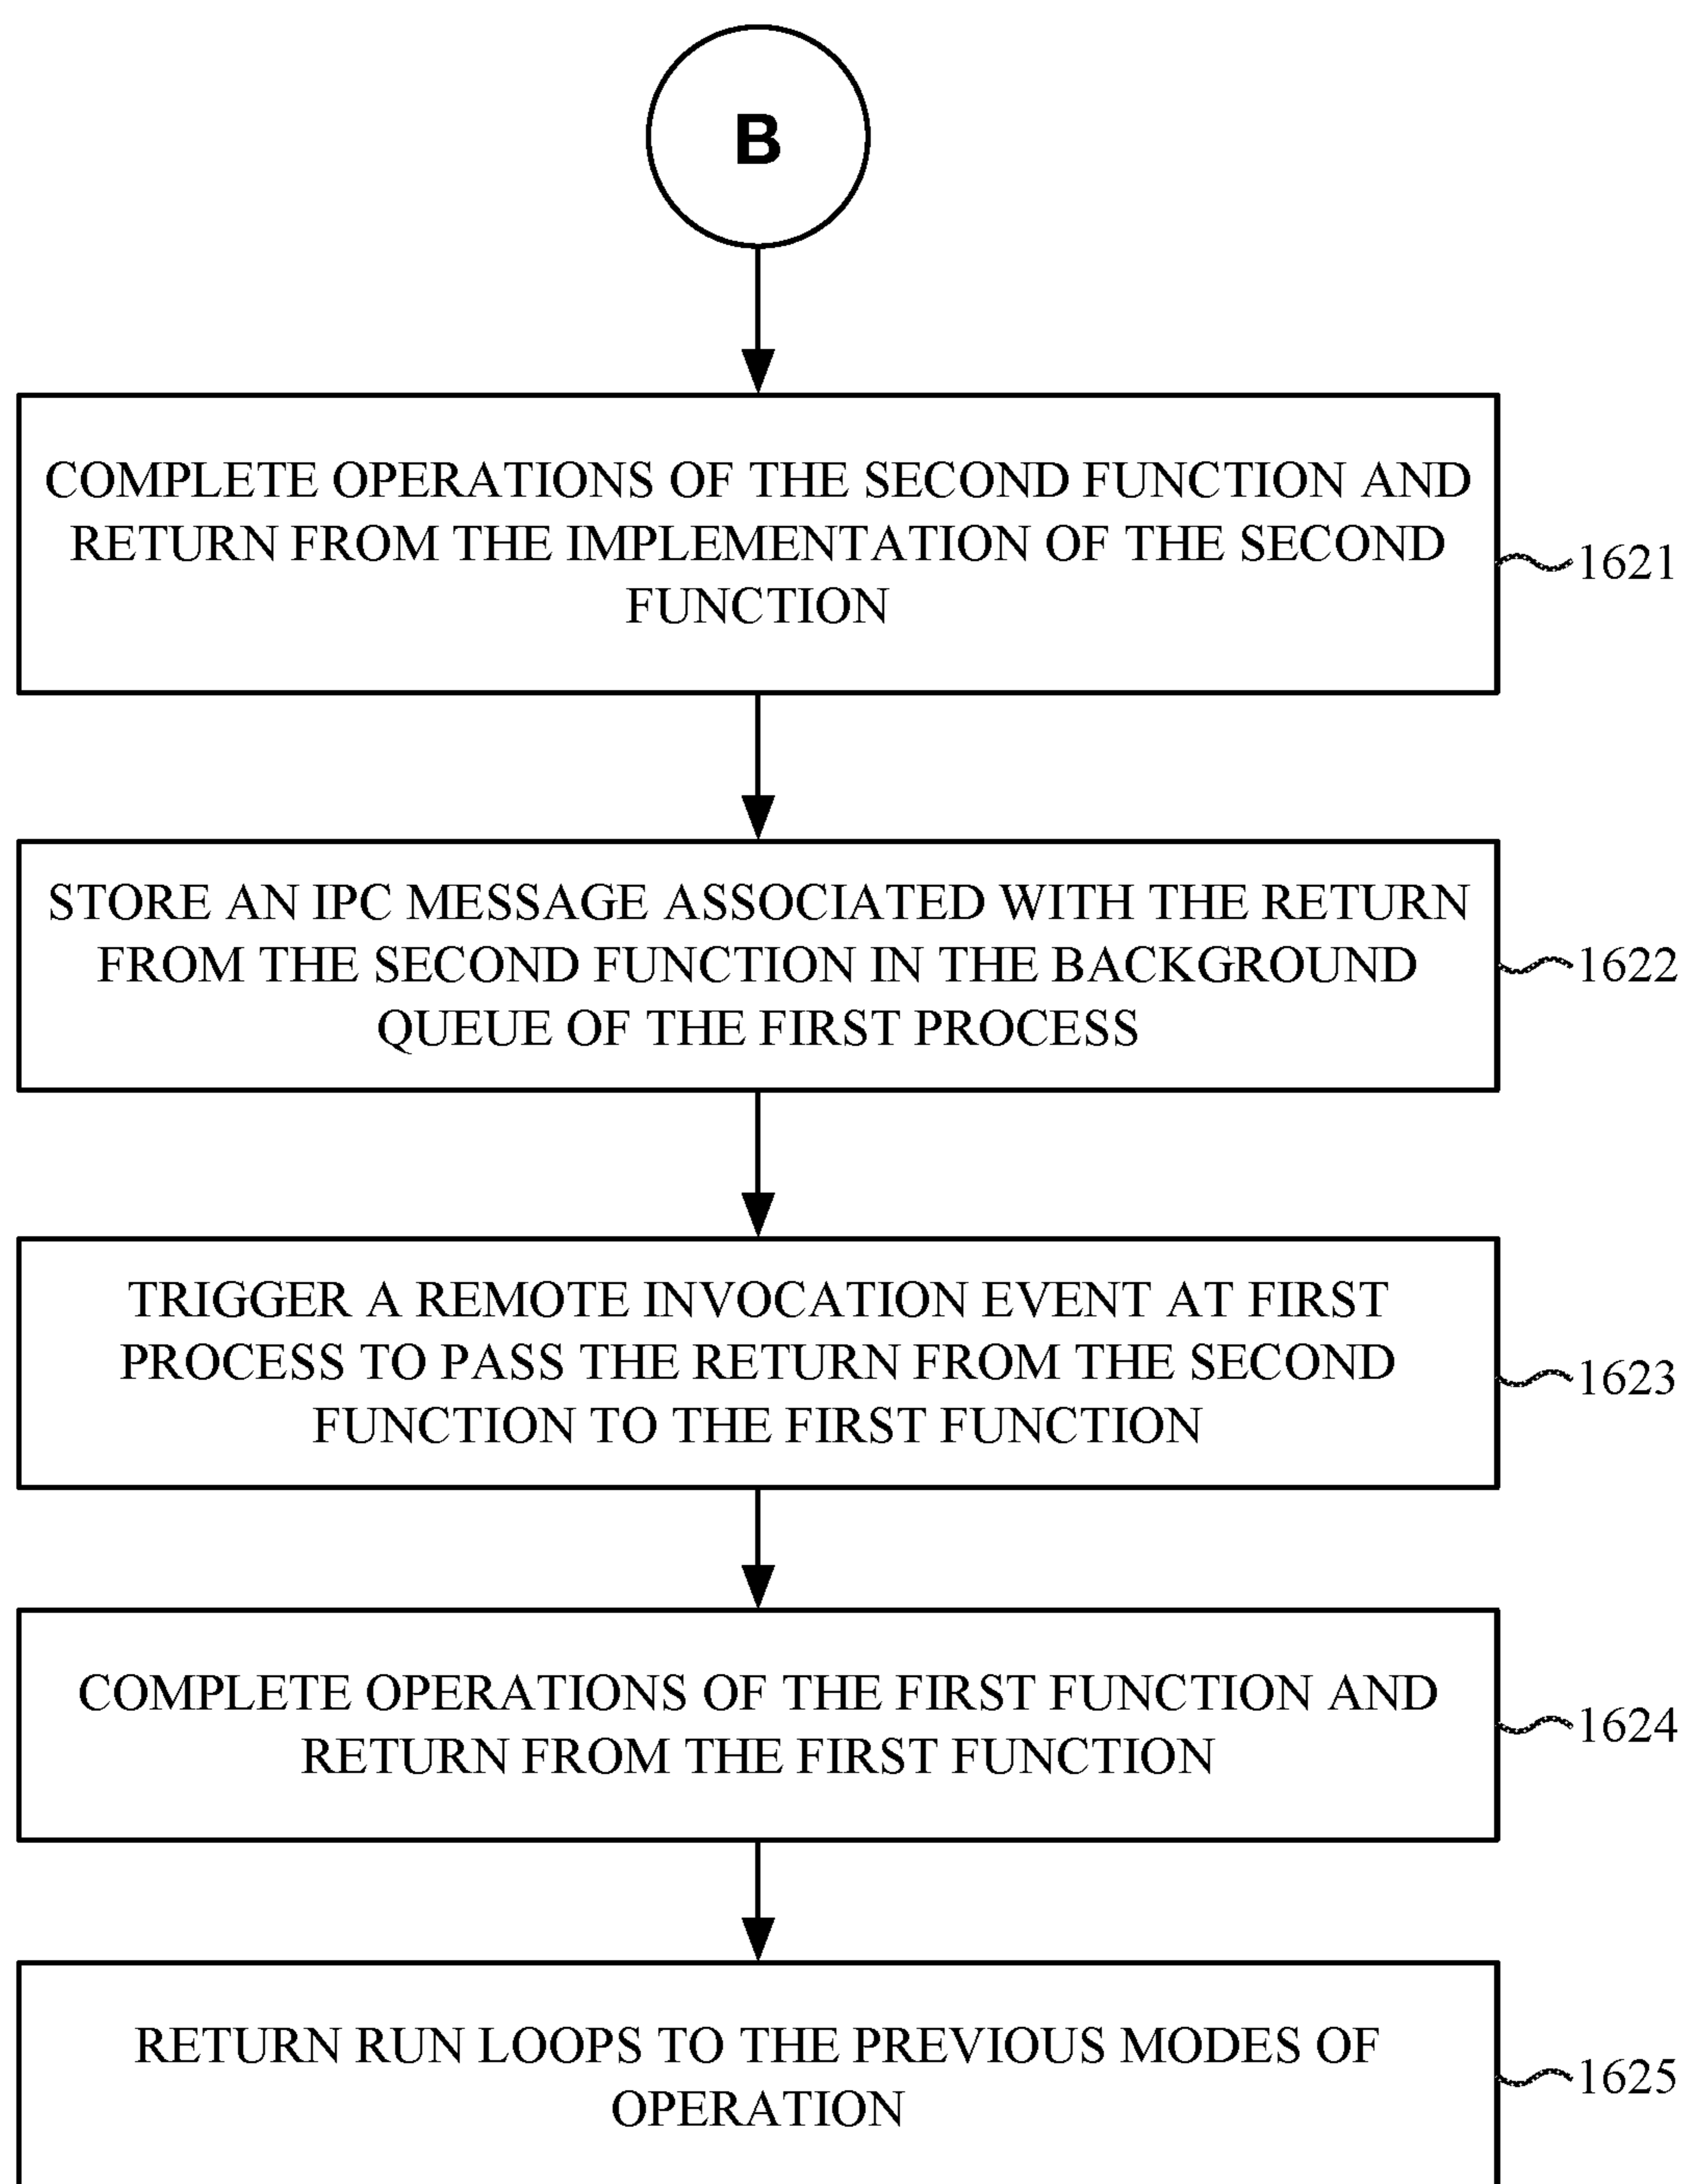 B
COMPLETE OPERATIONS OF THE SECOND FUNCTION AND
RETURN FROM THE IMPLEMENTATION OF THE SECOND
FUNCTION
1621
STORE AN IPC MESSAGE ASSOCIATED WITH THE RETURN
FROM THE SECOND FUNCTION IN THE BACKGROUND
QUEUE OF THE FIRST PROCESS
1622
TRIGGER A REMOTE INVOCATION EVENT AT FIRST
PROCESS TO PASS THE RETURN FROM THE SECOND
FUNCTION TO THE FIRST FUNCTION
1623
COMPLETE OPERATIONS OF THE FIRST FUNCTION AND
RETURN FROM THE FIRST FUNCTION
1624
RETURN RUN LOOPS TO THE PREVIOUS MODES OF
OPERATION
1625